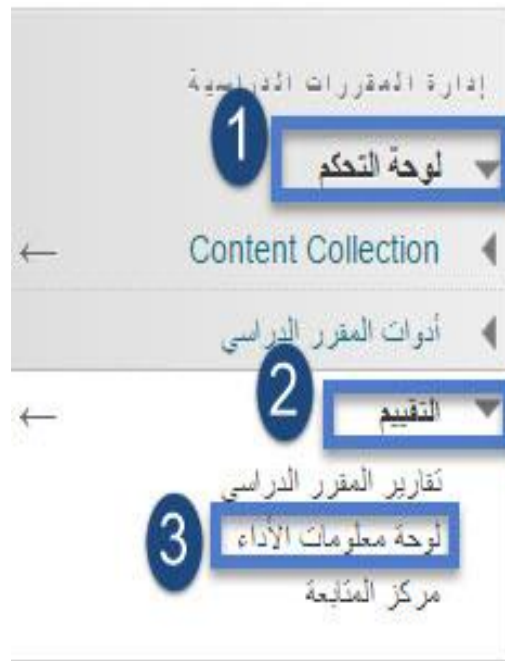 إدارة المقررات الدراسية
1
لوحة التحكم
Content Collection ←
أدوات المقرر الدراسي
2
التقييم ←
تقارير المقرر الدراسي
لوحة معلومات الأداء
3
مركز المتابعة